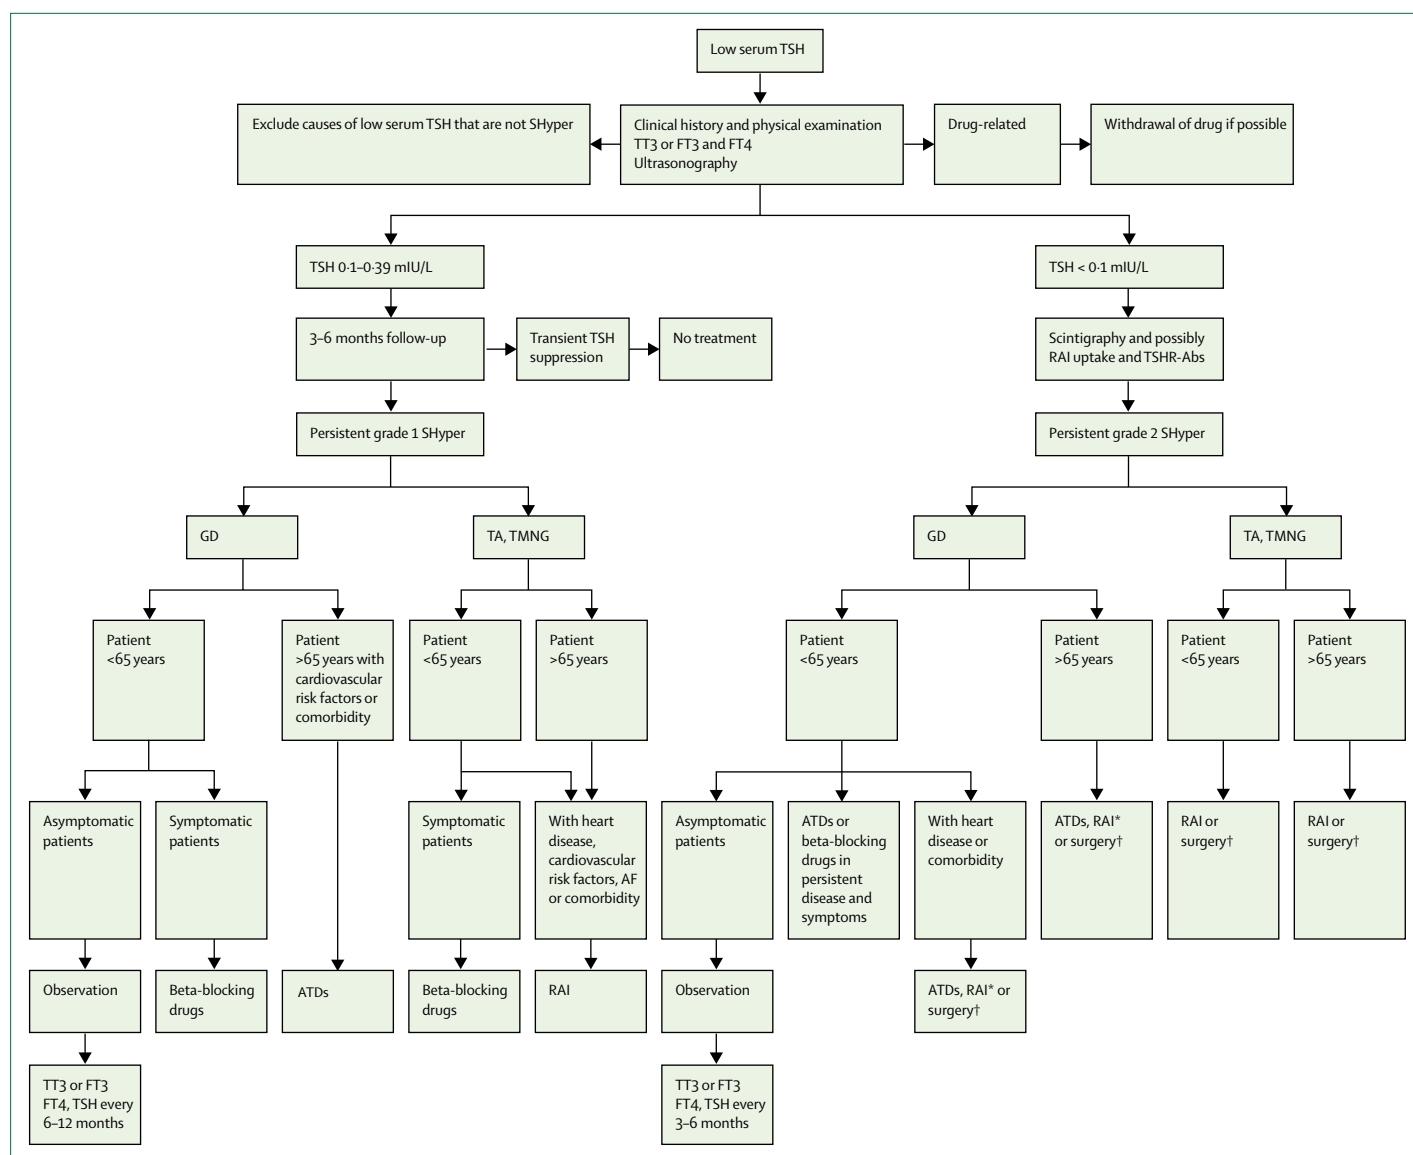 Low serum TSH
Exclude causes of low serum TSH that are not SHyper
Clinical history and physical examination
TT3 or FT3 and FT4
Ultrasonography
Drug-related
Withdrawal of drug if possible
TSH 0·1–0·39 mIU/L
TSH < 0·1 mIU/L
3–6 months follow-up
Transient TSH
suppression
No treatment
Scintigraphy and possibly
RAI uptake and TSHR-Abs
Persistent grade 1 SHyper
Persistent grade 2 SHyper
GD
TA, TMNG
GD
TA, TMNG
Patient
<65 years
Patient
>65 years with
cardiovascular
risk factors or
comorbidity
Patient
<65 years
Patient
>65 years
Patient
<65 years
Patient
>65 years
Patient
<65 years
Patient
>65 years
Asymptomatic
patients
Symptomatic
patients
Symptomatic
patients
With heart
disease,
cardiovascular
risk factors, AF
or comorbidity
Asymptomatic
patients
ATDs or
beta-blocking
drugs in
persistent
disease and
symptoms
With heart
disease or
comorbidity
ATDs, RAI*
or surgery†
RAI or
surgery†
RAI or
surgery†
Observation
Beta-blocking
drugs
ATDs
Beta-blocking
drugs
RAI
Observation
ATDs, RAI* or
surgery†
TT3 or FT3
FT4, TSH every
6–12 months
TT3 or FT3
FT4, TSH every
3–6 months